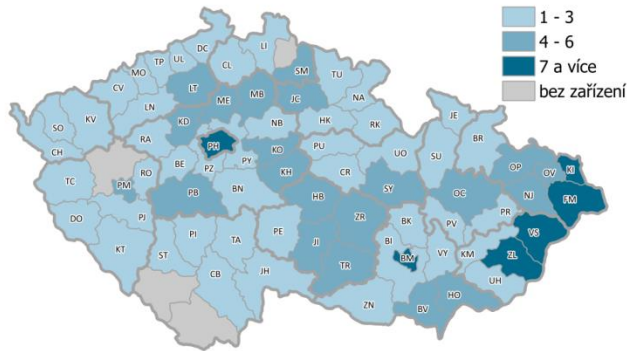 1 - 3
4 - 6
7 a více
bez zařízení
DC
LI
UL
TP
CL
MO
SM
TU
CV
LT
ME
MB
JC
NA
LN
SO
KV
KD
NB
HK
RK
JE
CH
RA
PH
BR
BE
PZ
PY
KO
PU
UO
SU
TC
PM
RO
KH
CR
OP
OV
KI
PB
BN
SY
OC
NJ
FM
DO
PJ
HB
ZR
PR
PI
TA
PE
BK
PV
VS
KT
ST
JI
BI
BM
VY
KM
ZL
CB
JH
TR
UH
ZN
BV
HO